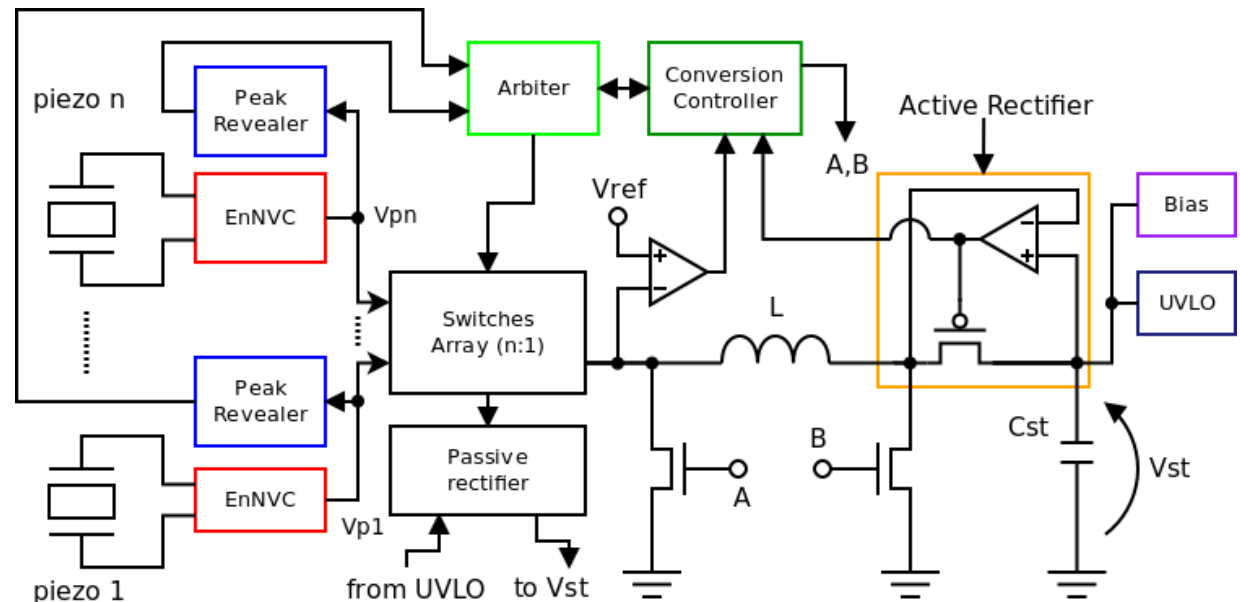 piezo n
Peak
Revealer
Arbiter
Conversion
Controller
Active Rectifier
A,B
EnNVC
Vpn
Vref
+
−
−
+
Bias
UVLO
Switches
Array (n:1)
L
Peak
Revealer
Passive
rectifier
A
B
Cst
Vst
EnNVC
Vp1
piezo 1
from UVLO
to Vst